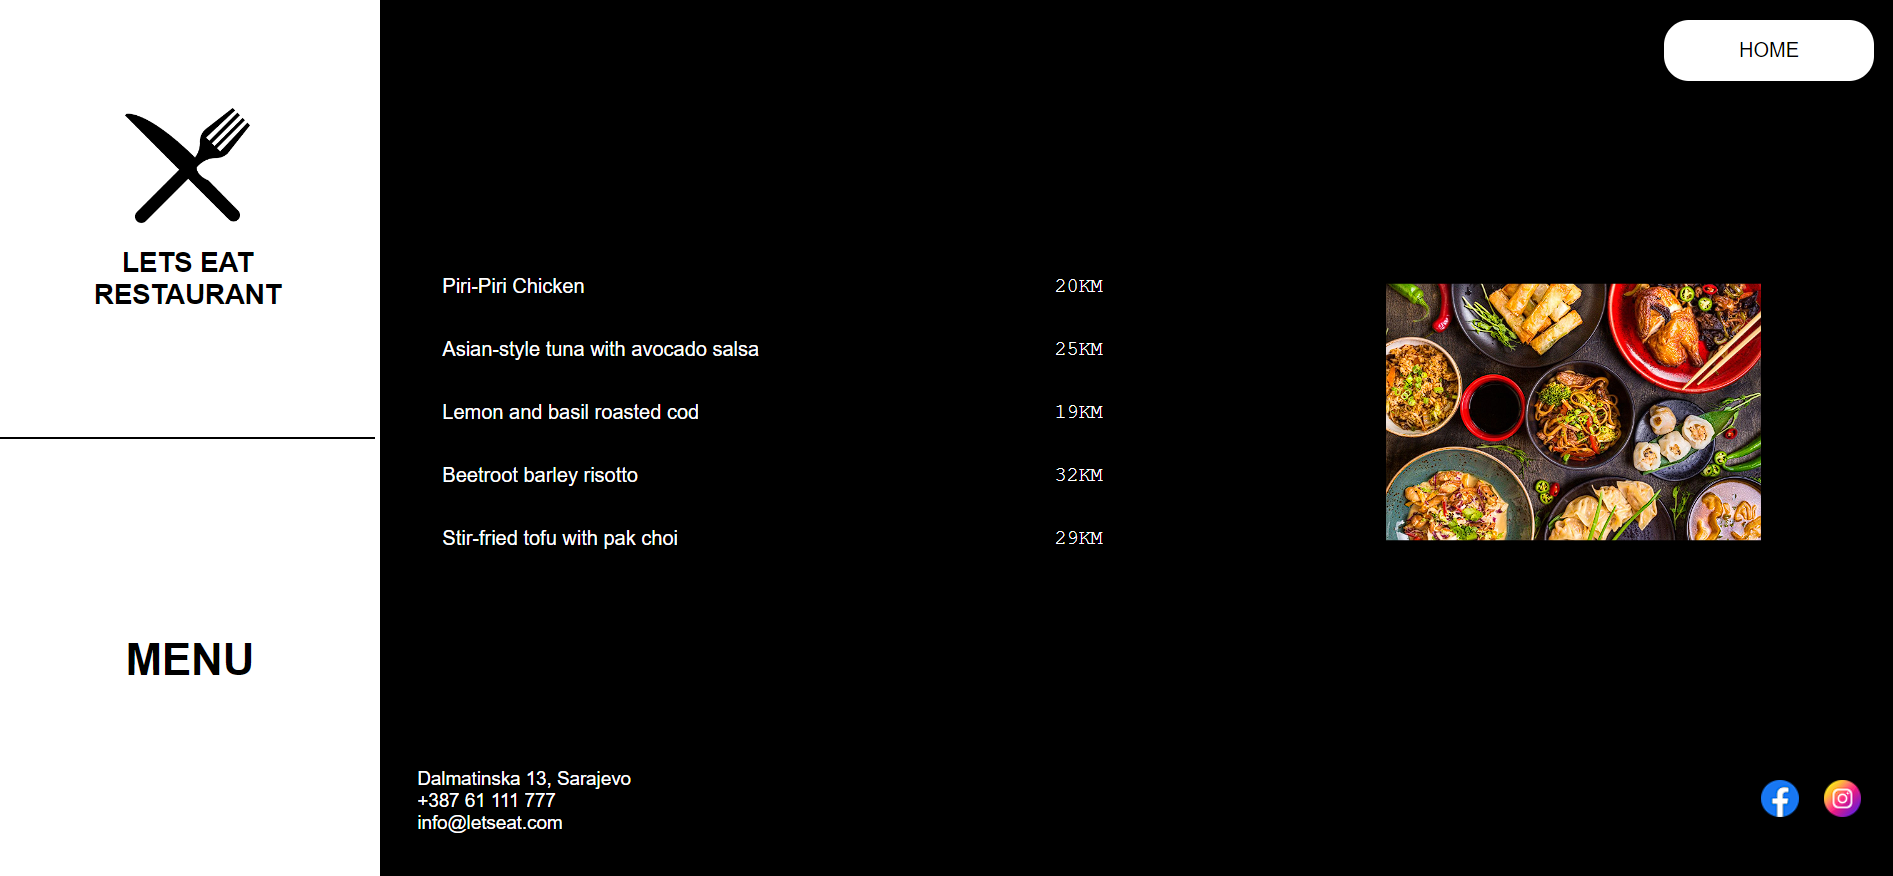 HOME
LETS EAT
RESTAURANT
Piri-Piri Chicken 20KM
Asian-style tuna with avocado salsa 25KM
Lemon and basil roasted cod 19KM
Beetroot barley risotto 32KM
Stir-fried tofu with pak choi 29KM
MENU
Dalmatinska 13, Sarajevo
+387 61 111 777
info@letseat.com